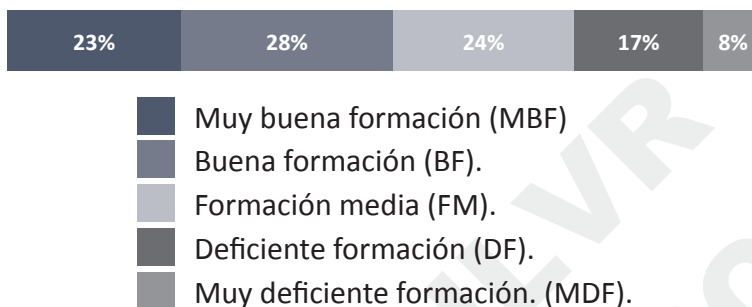 23% 28% 24% 17% 8%
Muy buena formación (MBF)
Buena formación (BF).
Formación media (FM).
Deficiente formación (DF).
Muy deficiente formación. (MDF).